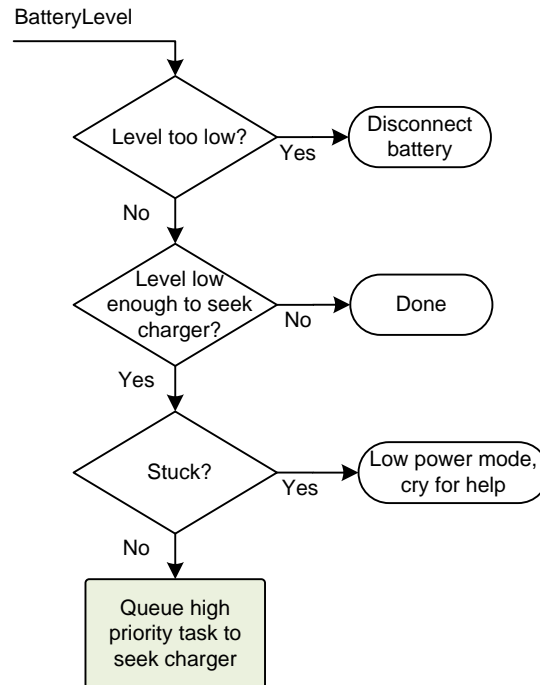 BatteryLevel
Level too low?
Yes
Disconnect
battery
No
Level low
enough to seek
charger?
No
Done
Yes
Stuck?
Yes
Low power mode,
cry for help
No
Queue high
priority task to
seek charger